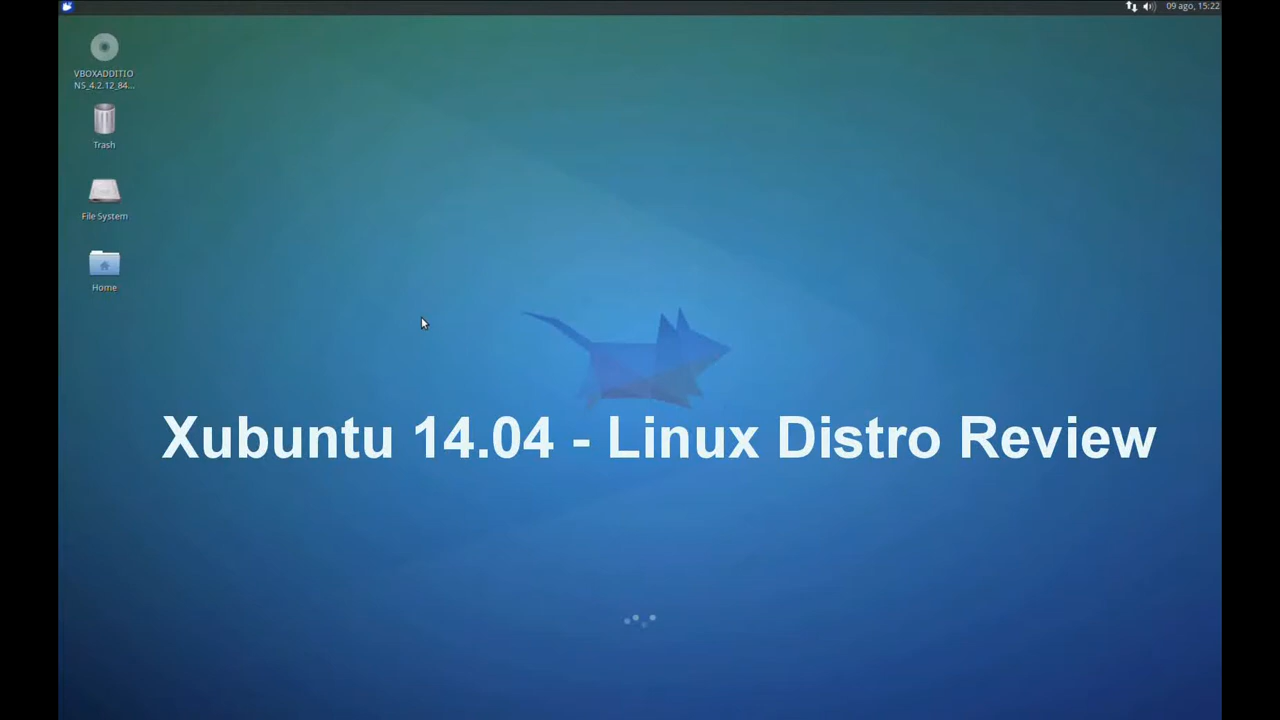 09 ago, 15:22
VBOXADDITIO
NS_4.2.12_84...
Trash
File System
Home
Xubuntu 14.04 - Linux Distro Review